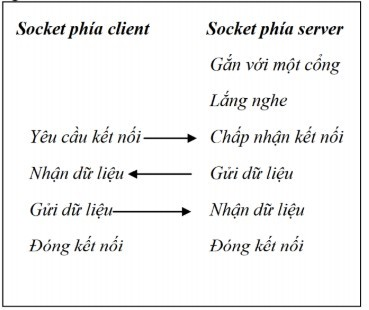 Socket phía client Socket phía server
Gắn với một cổng
Lắng nghe
Yêu cầu kết nối Chấp nhận kết nối
Nhận dữ liệu Gửi dữ liệu
Gửi dữ liệu Nhận dữ liệu
Đóng kết nối Đóng kết nối